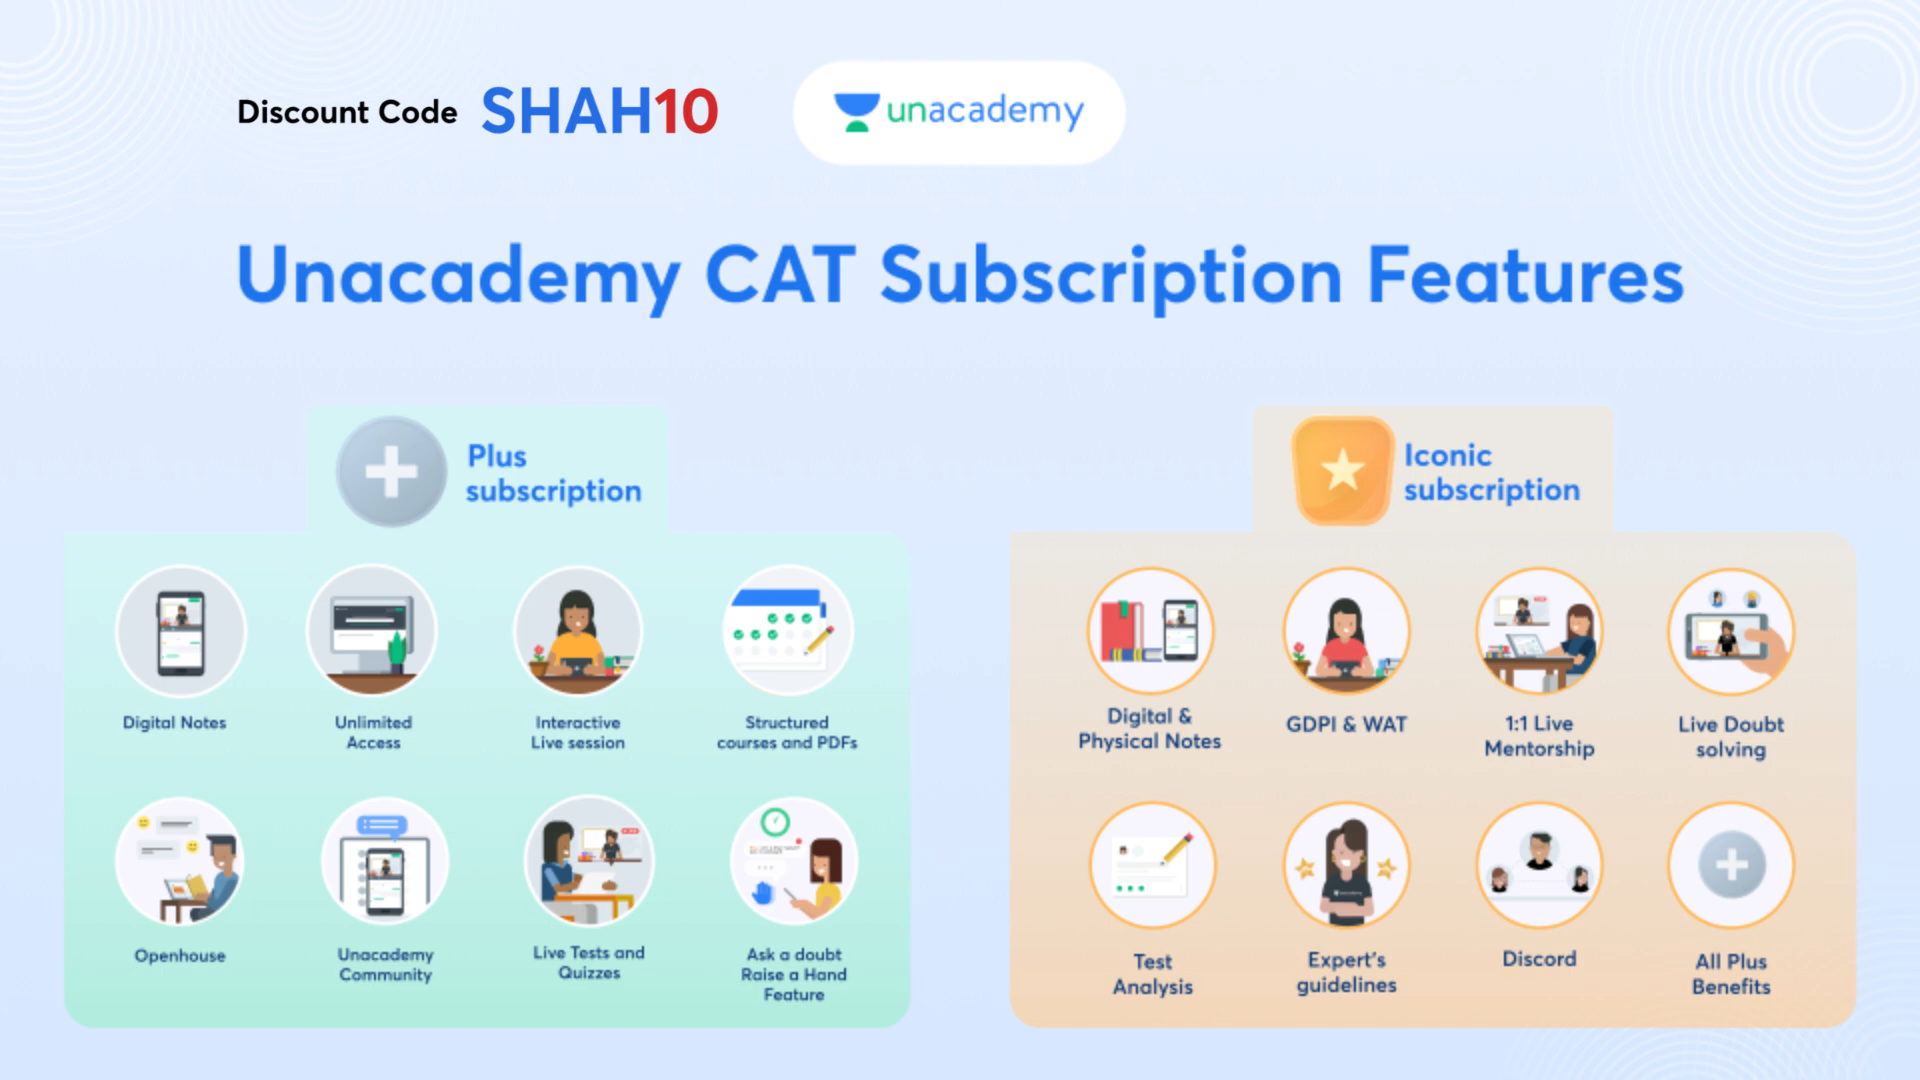 Discount Code SHAH10
unacademy
Unacademy CAT Subscription Features
Plus
subscription
Digital Notes
Unlimited
Access
Interactive
Live session
Structured
courses and PDFs
Openhouse
Unacademy
Community
Live Tests and
Quizzes
Ask a doubt
Raise a Hand
Feature
Iconic
subscription
Digital &
Physical Notes
GDPI & WAT
1:1 Live
Mentorship
Live Doubt
solving
Test
Analysis
Expert's
guidelines
Discord
All Plus
Benefits